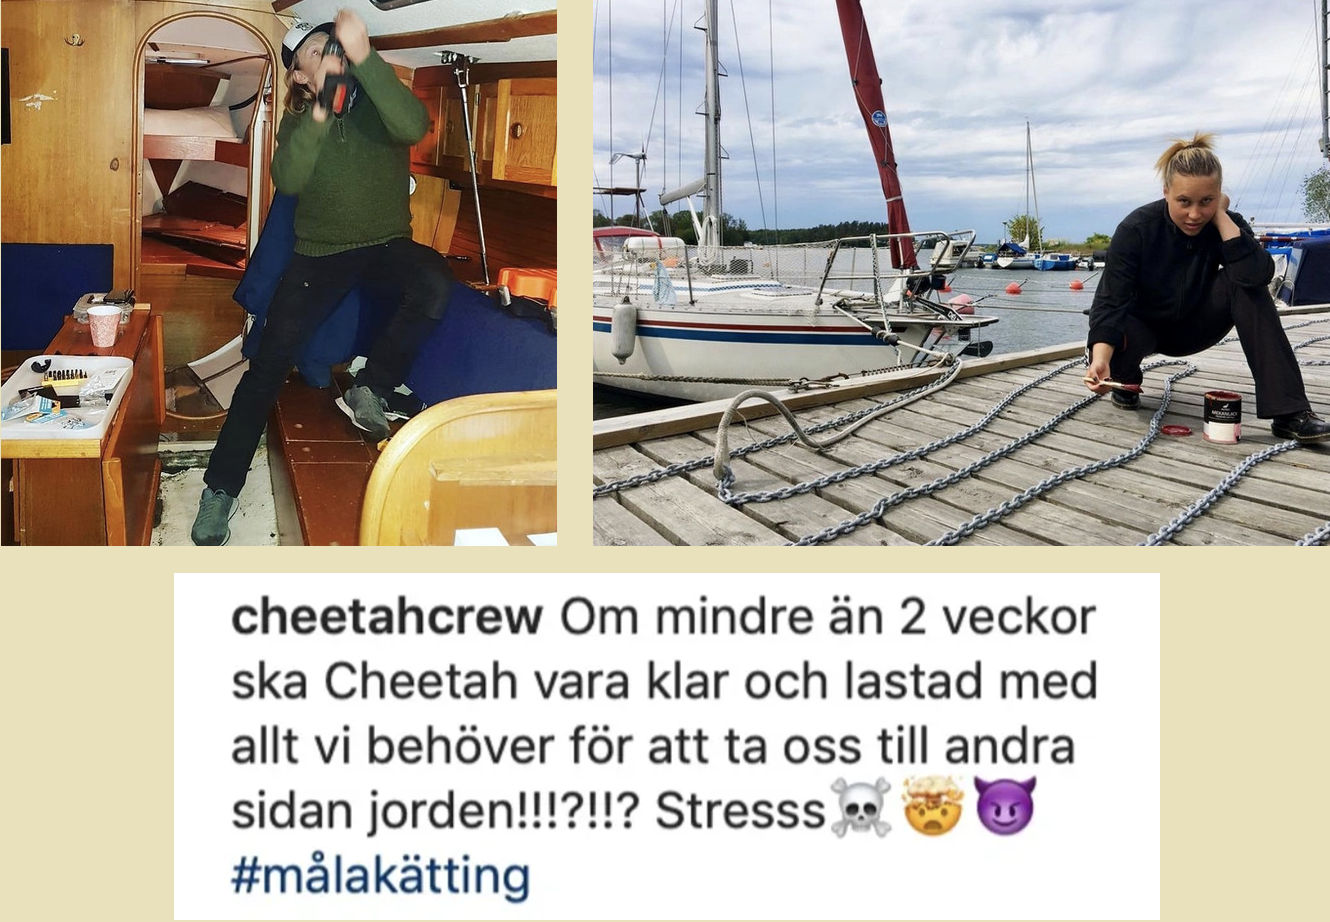 cheetahcrew Om mindre än 2 veckor
ska Cheetah vara klar och lastad med
allt vi behöver för att ta oss till andra
sidan jorden!!!?!!? Stresss☠️🤯😈
#målakätting